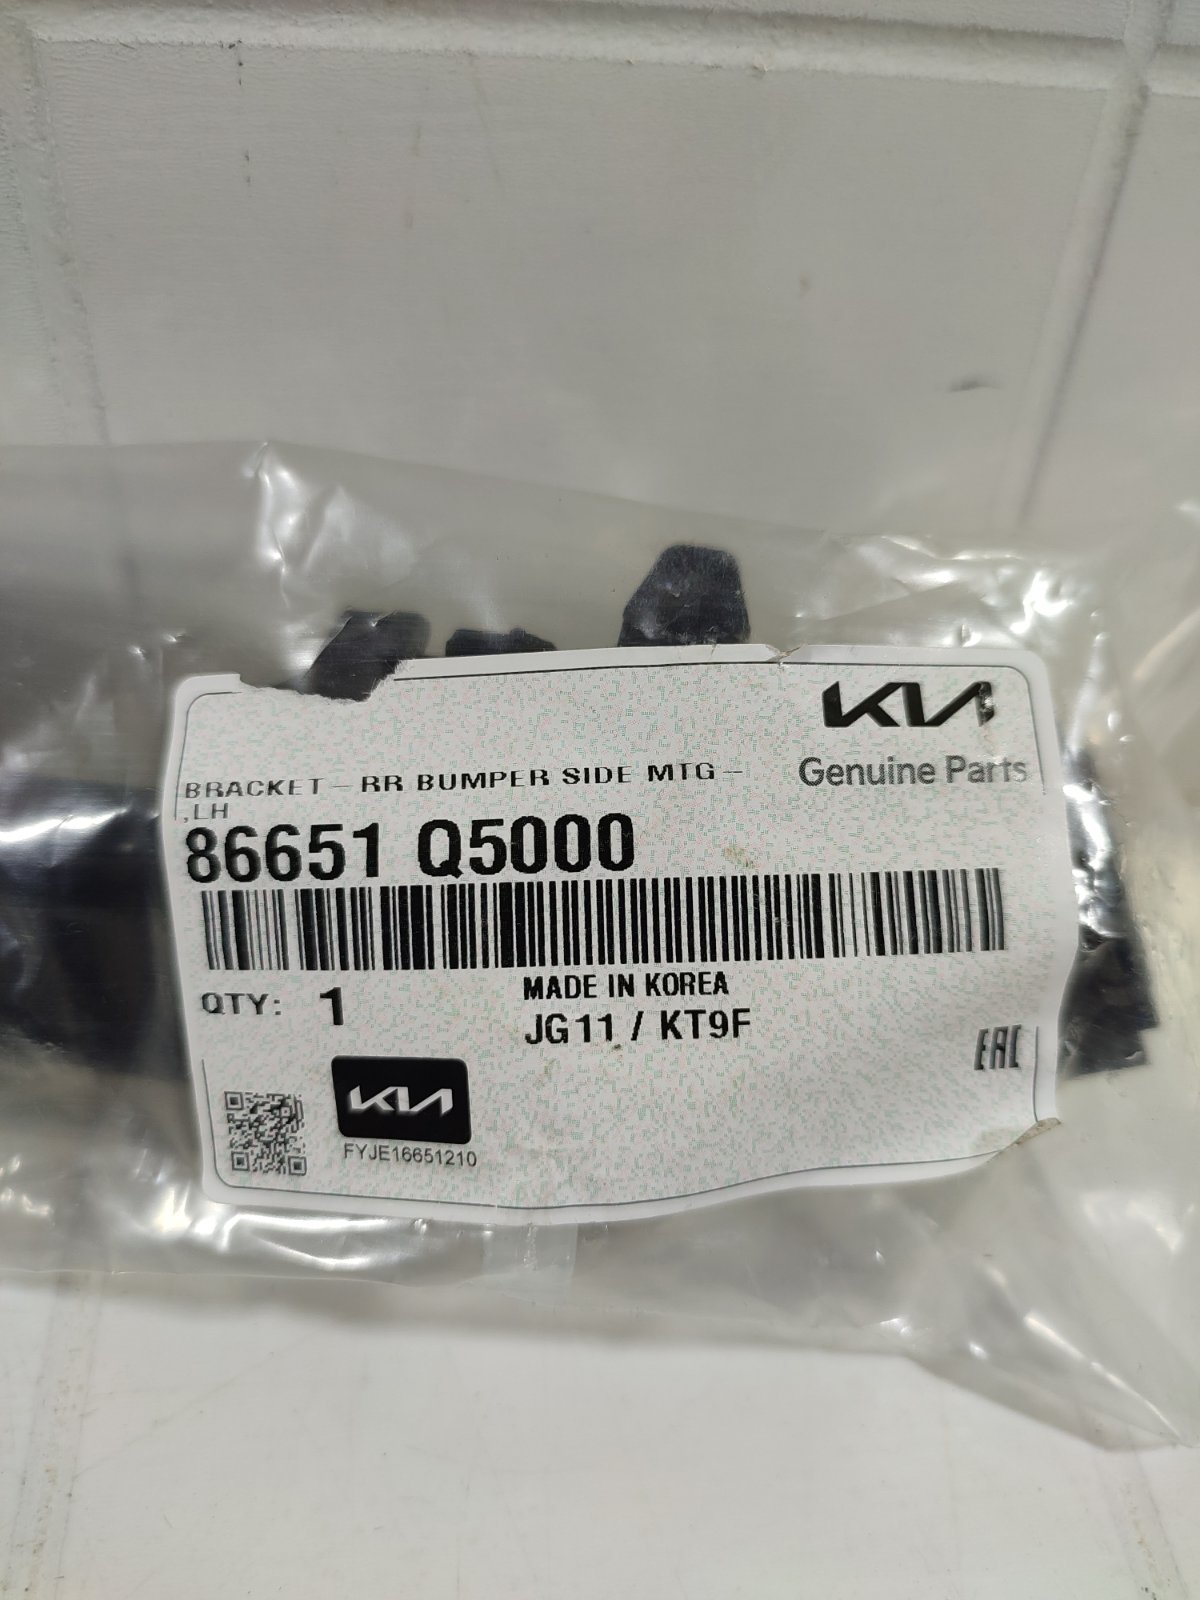 KIA
Genuine Parts
BRACKET-RR BUMPER SIDE MTG-
,LH
86651 Q5000
QTY: 1
MADE IN KOREA
JG11 / KT9F
EAC
KIA
FYJE16651210